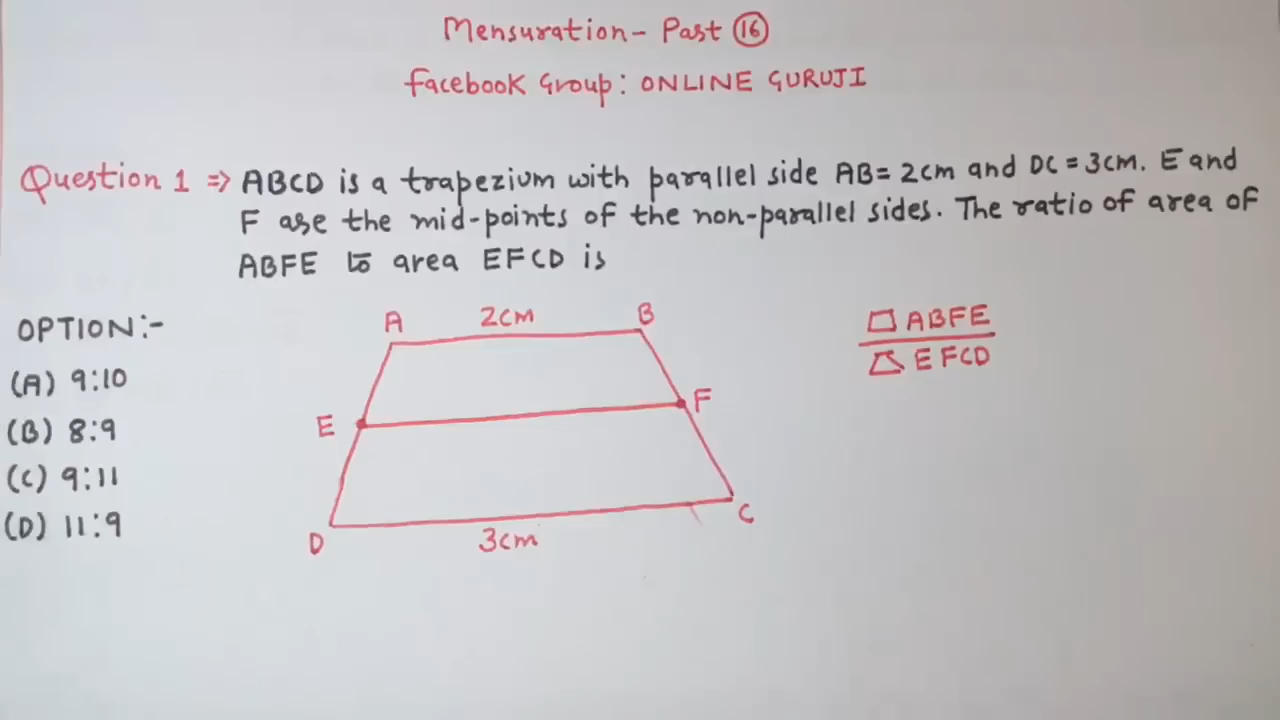 Mensuration- Part 16
Facebook Group: ONLINE GURUJI
Question 1 ⇒ ABCD is a trapezium with parallel side AB= 2cm and DC = 3cm. E and
F are the mid-points of the non-parallel sides. The ratio of area of
ABFE to area EFCD is
OPTION:-
(A) 9:10
(B) 8:9
(C) 9:11
(D) 11:9
A 2cm B
E F
D 3cm C
▱ ABFE
▱ EFCD